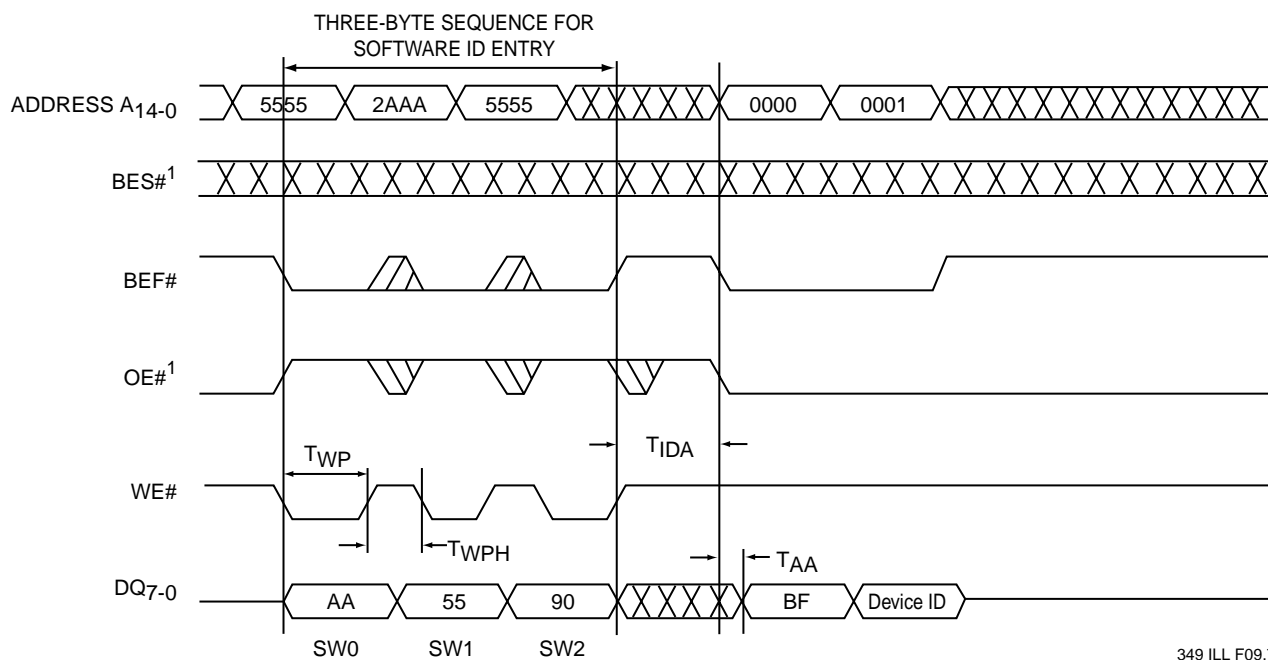 THREE-BYTE SEQUENCE FOR
SOFTWARE ID ENTRY
ADDRESS A14-0
5555 2AAA 5555 0000 0001
BES#1
BEF#
OE#1
TIDA
TWP
WE#
TWPH
TAA
DQ7-0
AA 55 90 BF Device ID
SW0 SW1 SW2
349 ILL F09.